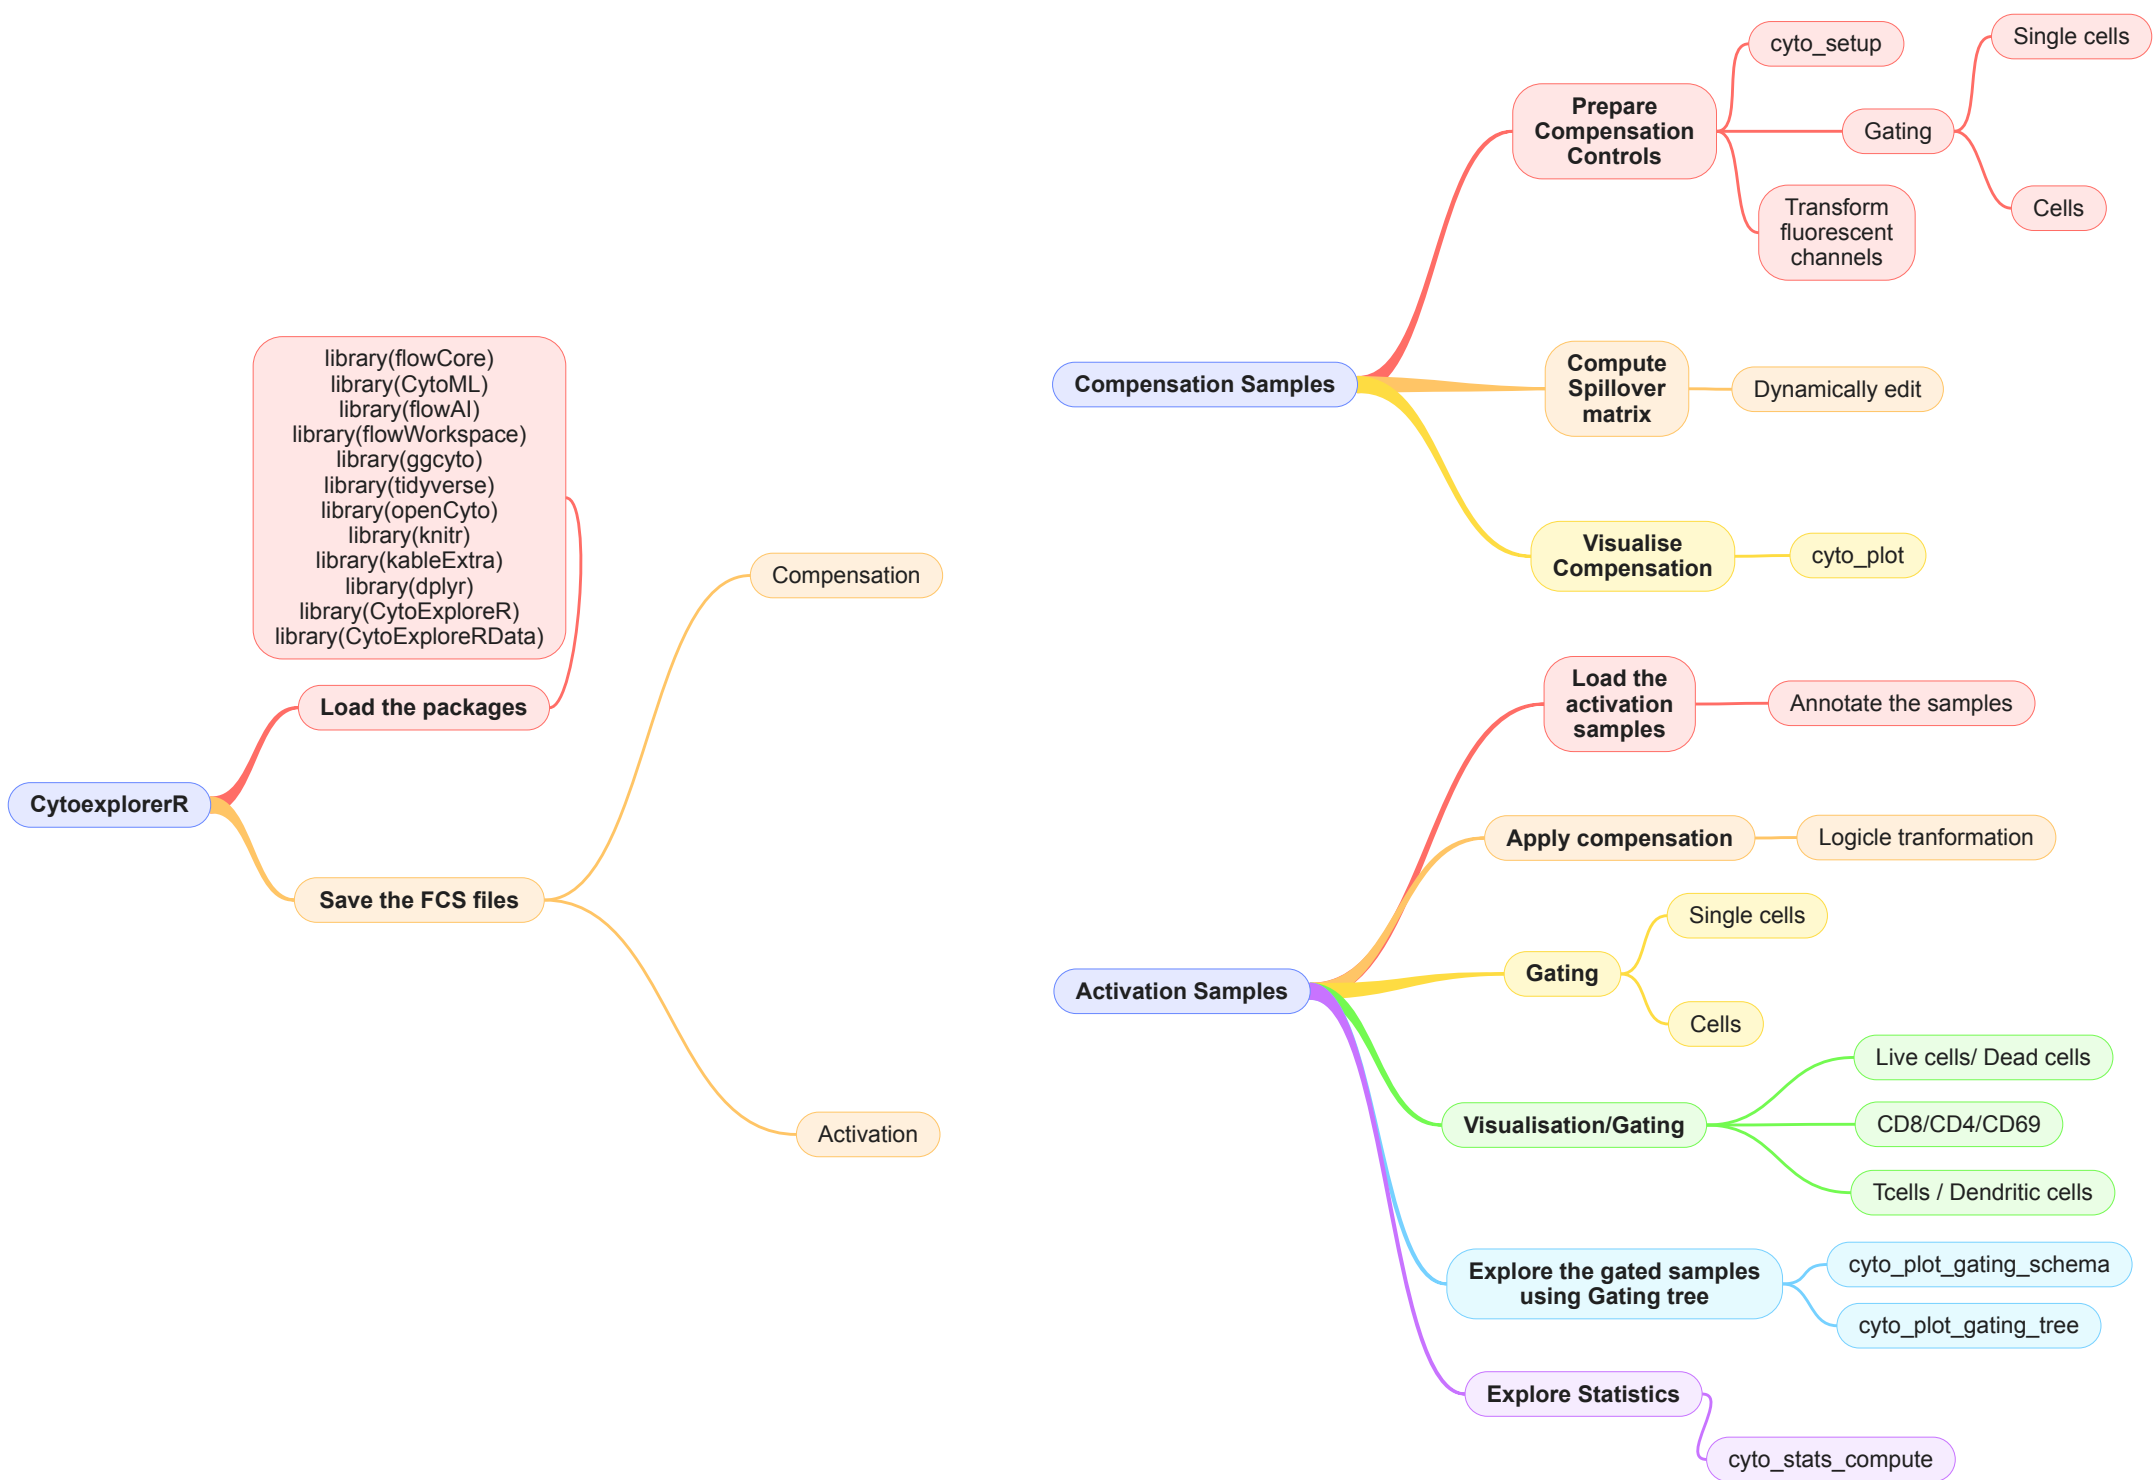 CytoexplorerR
Load the packages
library(flowCore)
library(CytoML)
library(flowAI)
library(flowWorkspace)
library(ggcyto)
library(tidyverse)
library(openCyto)
library(knitr)
library(kableExtra)
library(dplyr)
library(CytoExploreR)
library(CytoExploreRData)
Save the FCS files
Compensation
Activation
Compensation Samples
Prepare
Compensation
Controls
cyto_setup
Gating
Single cells
Cells
Transform
fluorescent
channels
Compute
Spillover
matrix
Dynamically edit
Visualise
Compensation
cyto_plot
Activation Samples
Load the
activation
samples
Annotate the samples
Apply compensation
Logicle tranformation
Gating
Single cells
Cells
Visualisation/Gating
Live cells/ Dead cells
CD8/CD4/CD69
Tcells / Dendritic cells
Explore the gated samples
using Gating tree
cyto_plot_gating_schema
cyto_plot_gating_tree
Explore Statistics
cyto_stats_compute